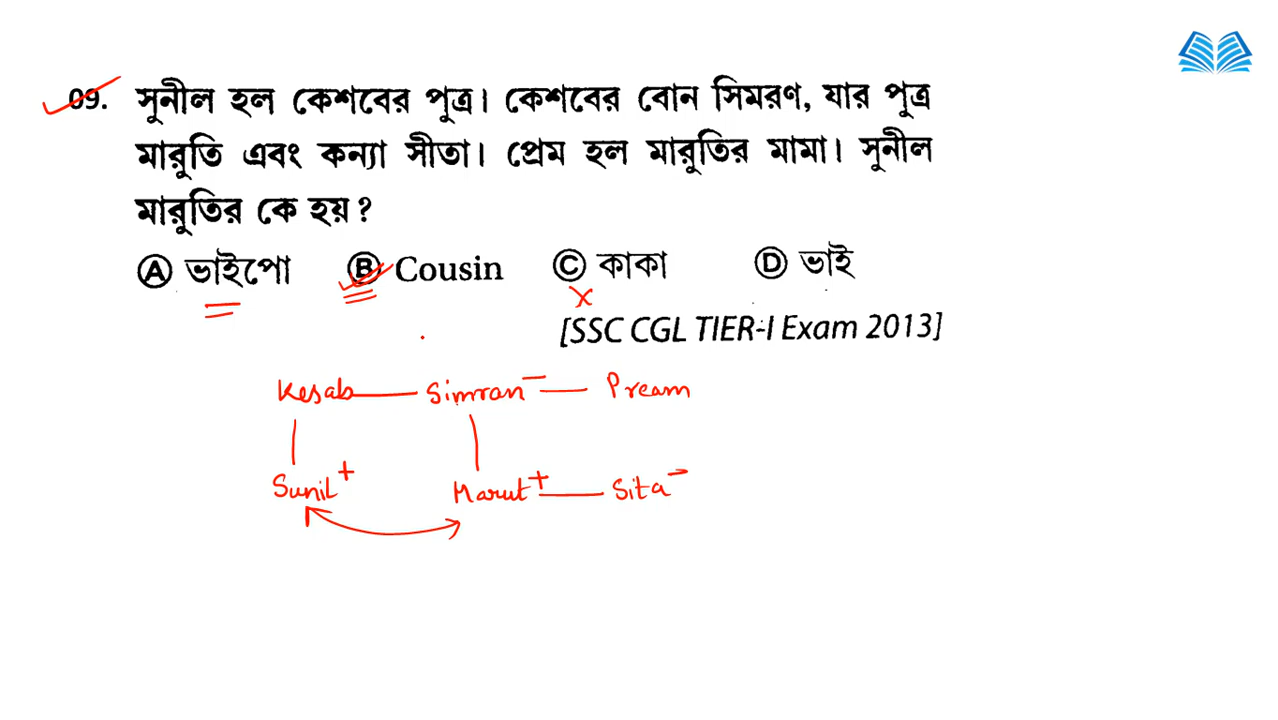 09. সুনীল হল কেশবের পুত্র। কেশবের বোন সিমরণ, যার পুত্র
মারুতি এবং কন্যা সীতা। প্রেম হল মারুতির মামা। সুনীল
মারুতির কে হয়?
Ⓐ ভাইপো Ⓑ Cousin Ⓒ কাকা Ⓓ ভাই
[SSC CGL TIER-I Exam 2013]
Kesab — Simran⁻ — Pream
Sunil⁺ Marut⁺ — Sita⁻